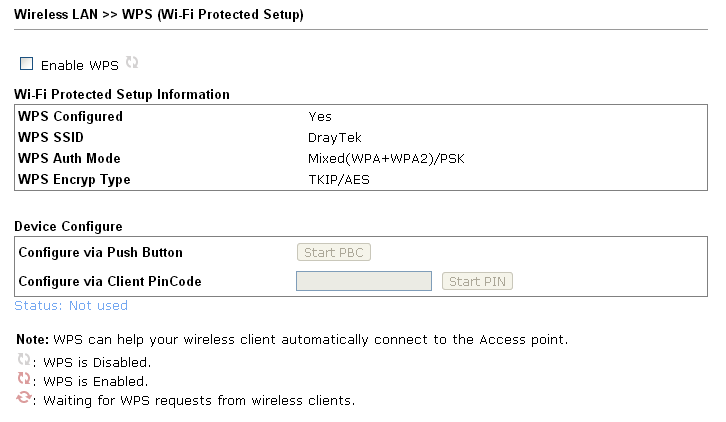 Wireless LAN >> WPS (Wi-Fi Protected Setup)
Enable WPS
Wi-Fi Protected Setup Information
WPS Configured Yes
WPS SSID DrayTek
WPS Auth Mode Mixed(WPA+WPA2)/PSK
WPS Encryp Type TKIP/AES
Device Configure
Configure via Push Button Start PBC
Configure via Client PinCode Start PIN
Status: Not used
Note: WPS can help your wireless client automatically connect to the Access point.
: WPS is Disabled.
: WPS is Enabled.
: Waiting for WPS requests from wireless clients.